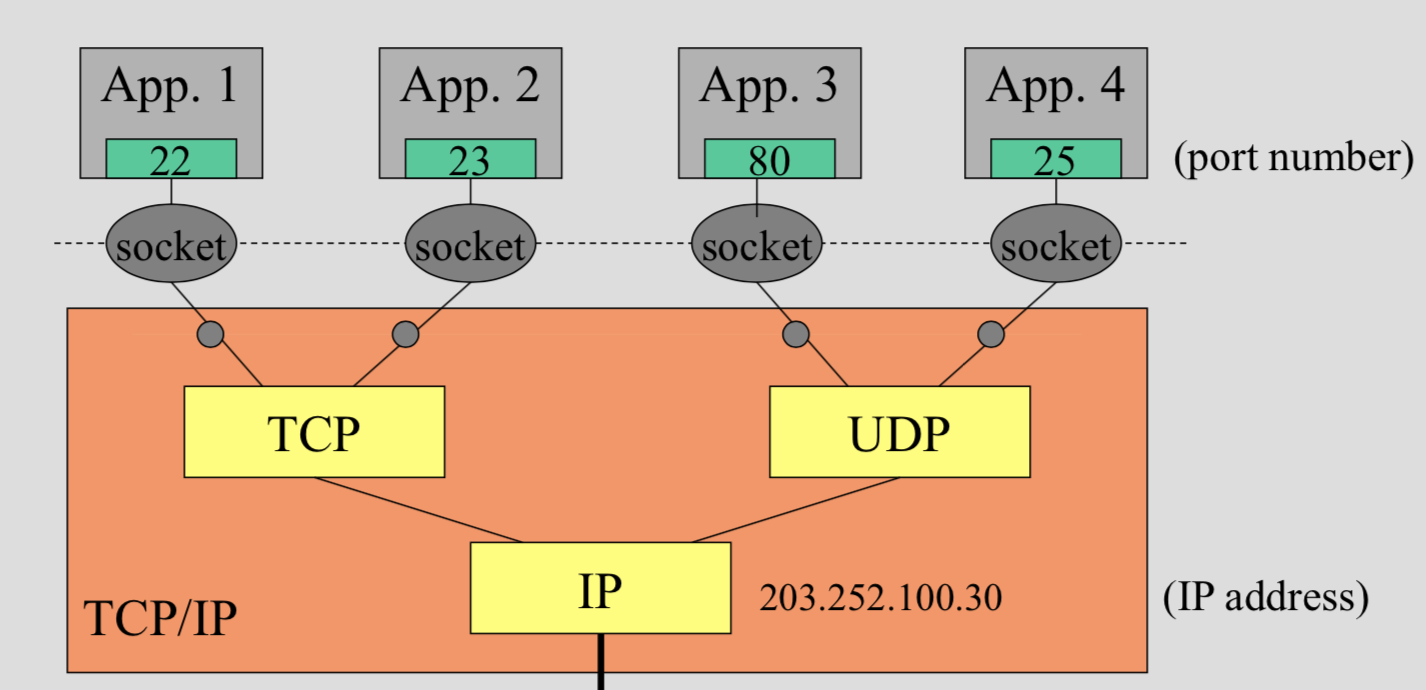 App. 1
App. 2
App. 3
App. 4
22
23
80
25
(port number)
socket
socket
socket
socket
TCP
UDP
IP
203.252.100.30
(IP address)
TCP/IP